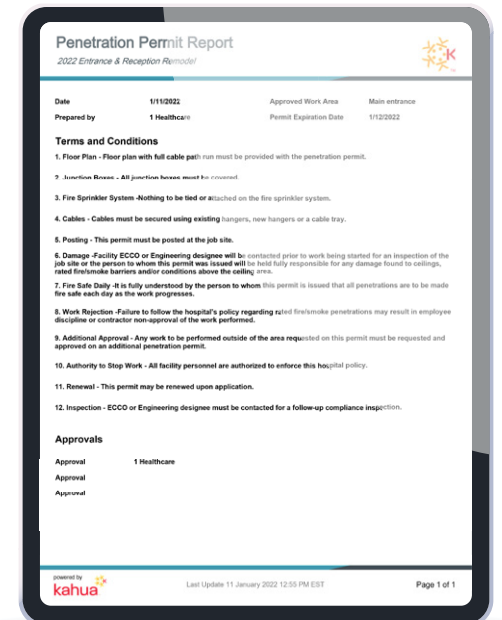 Penetration Permit Report
2022 Entrance & Reception Remodel
K
Date 1/11/2022 Approved Work Area Main entrance
Prepared by 1 Healthcare Permit Expiration Date 1/12/2022
Terms and Conditions
1. Floor Plan - Floor plan with full cable path run must be provided with the penetration permit.
2. Junction Boxes - All junction boxes must be covered.
3. Fire Sprinkler System -Nothing to be tied or attached on the fire sprinkler system.
4. Cables - Cables must be secured using existing hangers, new hangers or a cable tray.
5. Posting - This permit must be posted at the job site.
6. Damage -Facility ECCO or Engineering designee will be contacted prior to work being started for an inspection of the
job site or the person to whom this permit was issued will be held fully responsible for any damage found to ceilings,
rated fire/smoke barriers and/or conditions above the ceiling area.
7. Fire Safe Daily -It is fully understood by the person to whom this permit is issued that all penetrations are to be made
fire safe each day as the work progresses.
8. Work Rejection -Failure to follow the hospital's policy regarding rated fire/smoke penetrations may result in employee
discipline or contractor non-approval of the work performed.
9. Additional Approval - Any work to be performed outside of the area requested on this permit must be requested and
approved on an additional penetration permit.
10. Authority to Stop Work - All facility personnel are authorized to enforce this hospital policy.
11. Renewal - This permit may be renewed upon application.
12. Inspection - ECCO or Engineering designee must be contacted for a follow-up compliance inspection.
Approvals
Approval 1 Healthcare
Approval
Approval
powered by
kahua
Last Update 11 January 2022 12:55 PM EST
Page 1 of 1